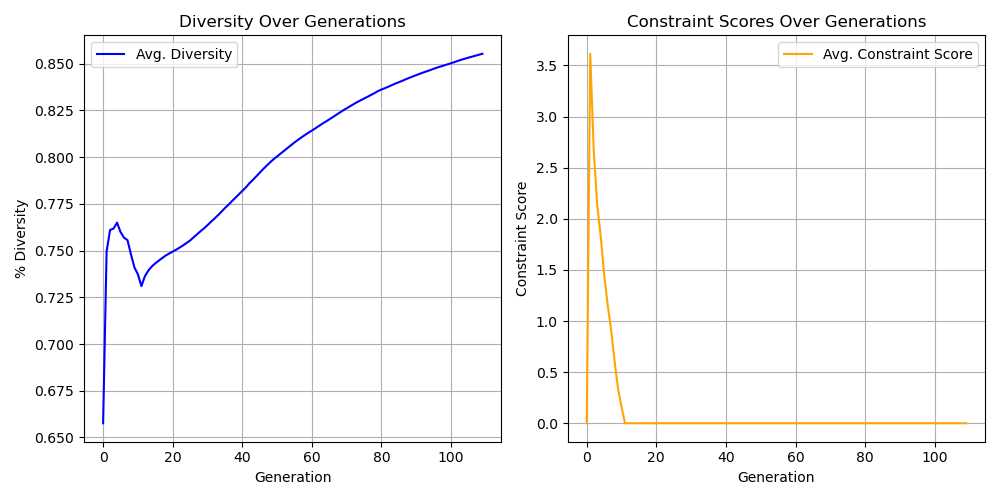 Diversity Over Generations
Avg. Diversity
% Diversity
0.850
0.825
0.800
0.775
0.750
0.725
0.700
0.675
0.650
0 20 40 60 80 100
Generation
Constraint Scores Over Generations
Avg. Constraint Score
Constraint Score
3.5
3.0
2.5
2.0
1.5
1.0
0.5
0.0
0 20 40 60 80 100
Generation